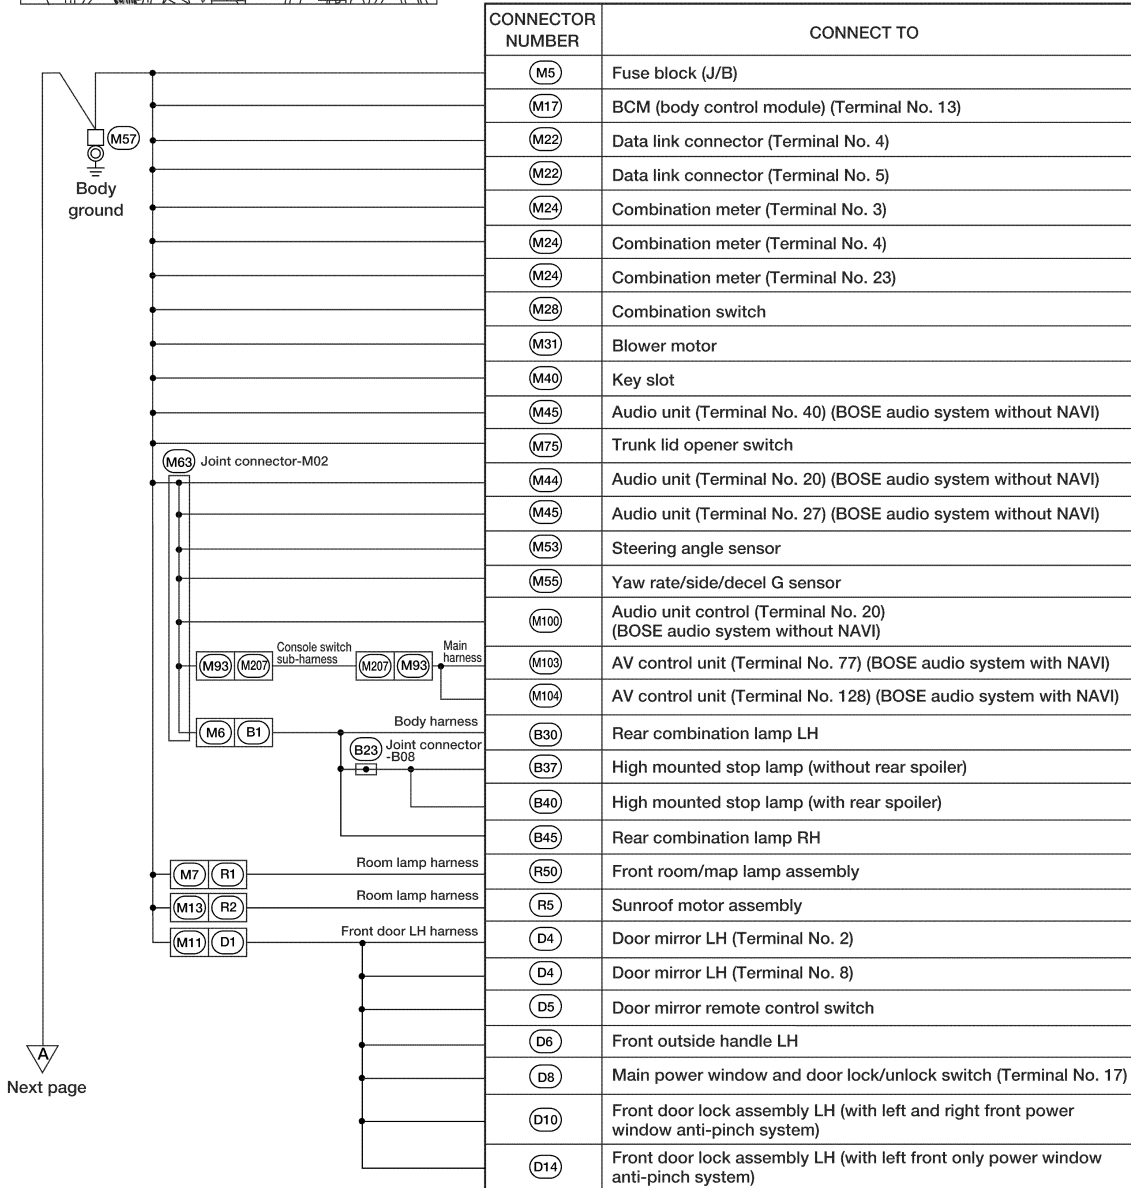 CONNECTOR
NUMBER
CONNECT TO
M5 Fuse block (J/B)
M17 BCM (body control module) (Terminal No. 13)
M57
M22 Data link connector (Terminal No. 4)
M22 Data link connector (Terminal No. 5)
Body
ground
M24 Combination meter (Terminal No. 3)
M24 Combination meter (Terminal No. 4)
M24 Combination meter (Terminal No. 23)
M28 Combination switch
M31 Blower motor
M40 Key slot
M45 Audio unit (Terminal No. 40) (BOSE audio system without NAVI)
M75 Trunk lid opener switch
M63 Joint connector-M02
M44 Audio unit (Terminal No. 20) (BOSE audio system without NAVI)
M45 Audio unit (Terminal No. 27) (BOSE audio system without NAVI)
M53 Steering angle sensor
M55 Yaw rate/side/decel G sensor
M100 Audio unit control (Terminal No. 20)
(BOSE audio system without NAVI)
Console switch
sub-harness
Main
harness
M93 M207 M207 M93 M103 AV control unit (Terminal No. 77) (BOSE audio system with NAVI)
M104 AV control unit (Terminal No. 128) (BOSE audio system with NAVI)
Body harness
M6 B1 B30 Rear combination lamp LH
B23 Joint connector
-B08
B37 High mounted stop lamp (without rear spoiler)
B40 High mounted stop lamp (with rear spoiler)
B45 Rear combination lamp RH
Room lamp harness
M7 R1 R50 Front room/map lamp assembly
Room lamp harness
M13 R2 R5 Sunroof motor assembly
Front door LH harness
M11 D1 D4 Door mirror LH (Terminal No. 2)
D4 Door mirror LH (Terminal No. 8)
D5 Door mirror remote control switch
D6 Front outside handle LH
A
Next page
D8 Main power window and door lock/unlock switch (Terminal No. 17)
D10 Front door lock assembly LH (with left and right front power
window anti-pinch system)
D14 Front door lock assembly LH (with left front only power window
anti-pinch system)